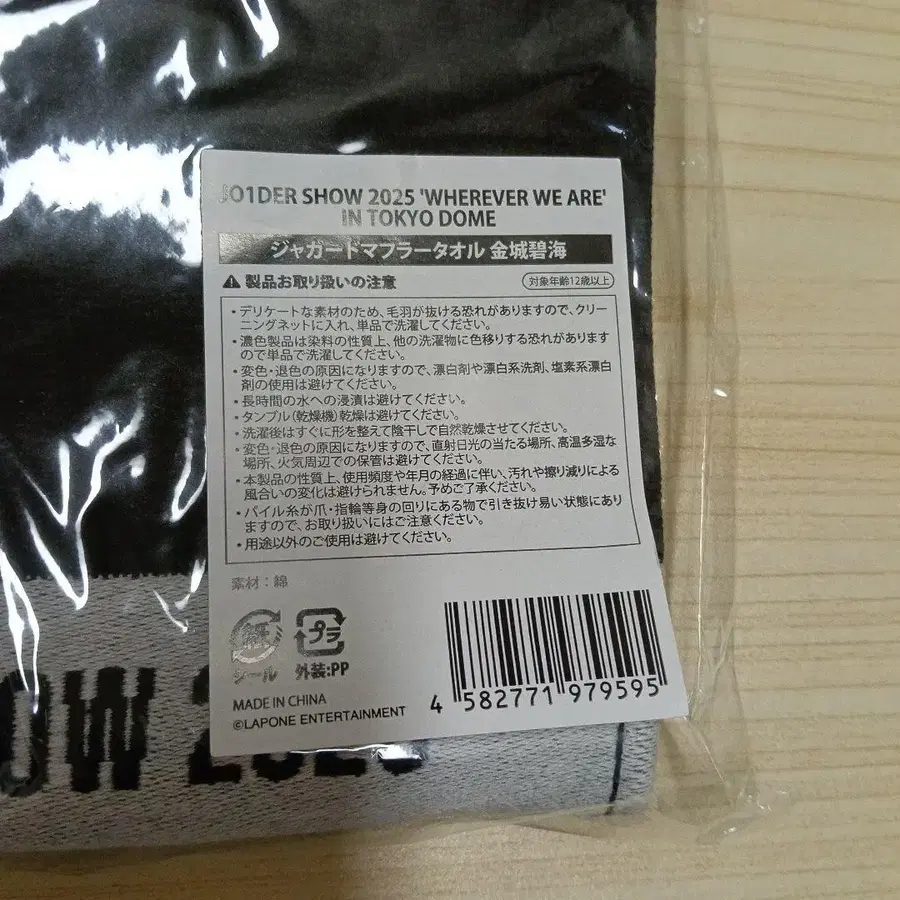 JO1DER SHOW 2025 'WHEREVER WE ARE'
IN TOKYO DOME
ジャガードマフラータオル 金城碧海
製品お取り扱いの注意
対象年齢12歳以上
・デリケートな素材のため、毛羽が抜ける恐れがありますので、クリー
ニングネットに入れ、単品で洗濯してください。
・濃色製品は染料の性質上、他の洗濯物に色移りする恐れがあります
ので単品で洗濯してください。
・変色・退色の原因になりますので、漂白剤や漂白系洗剤、塩素系漂白
剤の使用は避けてください。
・長時間の水への浸漬は避けてください。
・タンブル(乾燥機)乾燥は避けてください。
・洗濯後はすぐに形を整えて陰干しで自然乾燥させてください。
・変色・退色の原因になりますので、直射日光の当たる場所、高温多湿な
場所、火気周辺での保管は避けてください。
・本製品の性質上、使用頻度や年月の経過に伴い、汚れや擦り減りによる
風合いの変化は避けられません。予めご了承ください。
・パイル糸が爪・指輪等身の回りにある物で引き抜け易い状態にあり
ますので、お取り扱いにはご注意ください。
・用途以外のご使用は避けてください。
素材：綿
紙
プラ
シール
外装:PP
MADE IN CHINA
©LAPONE ENTERTAINMENT
4 582771 979595
OW 2025